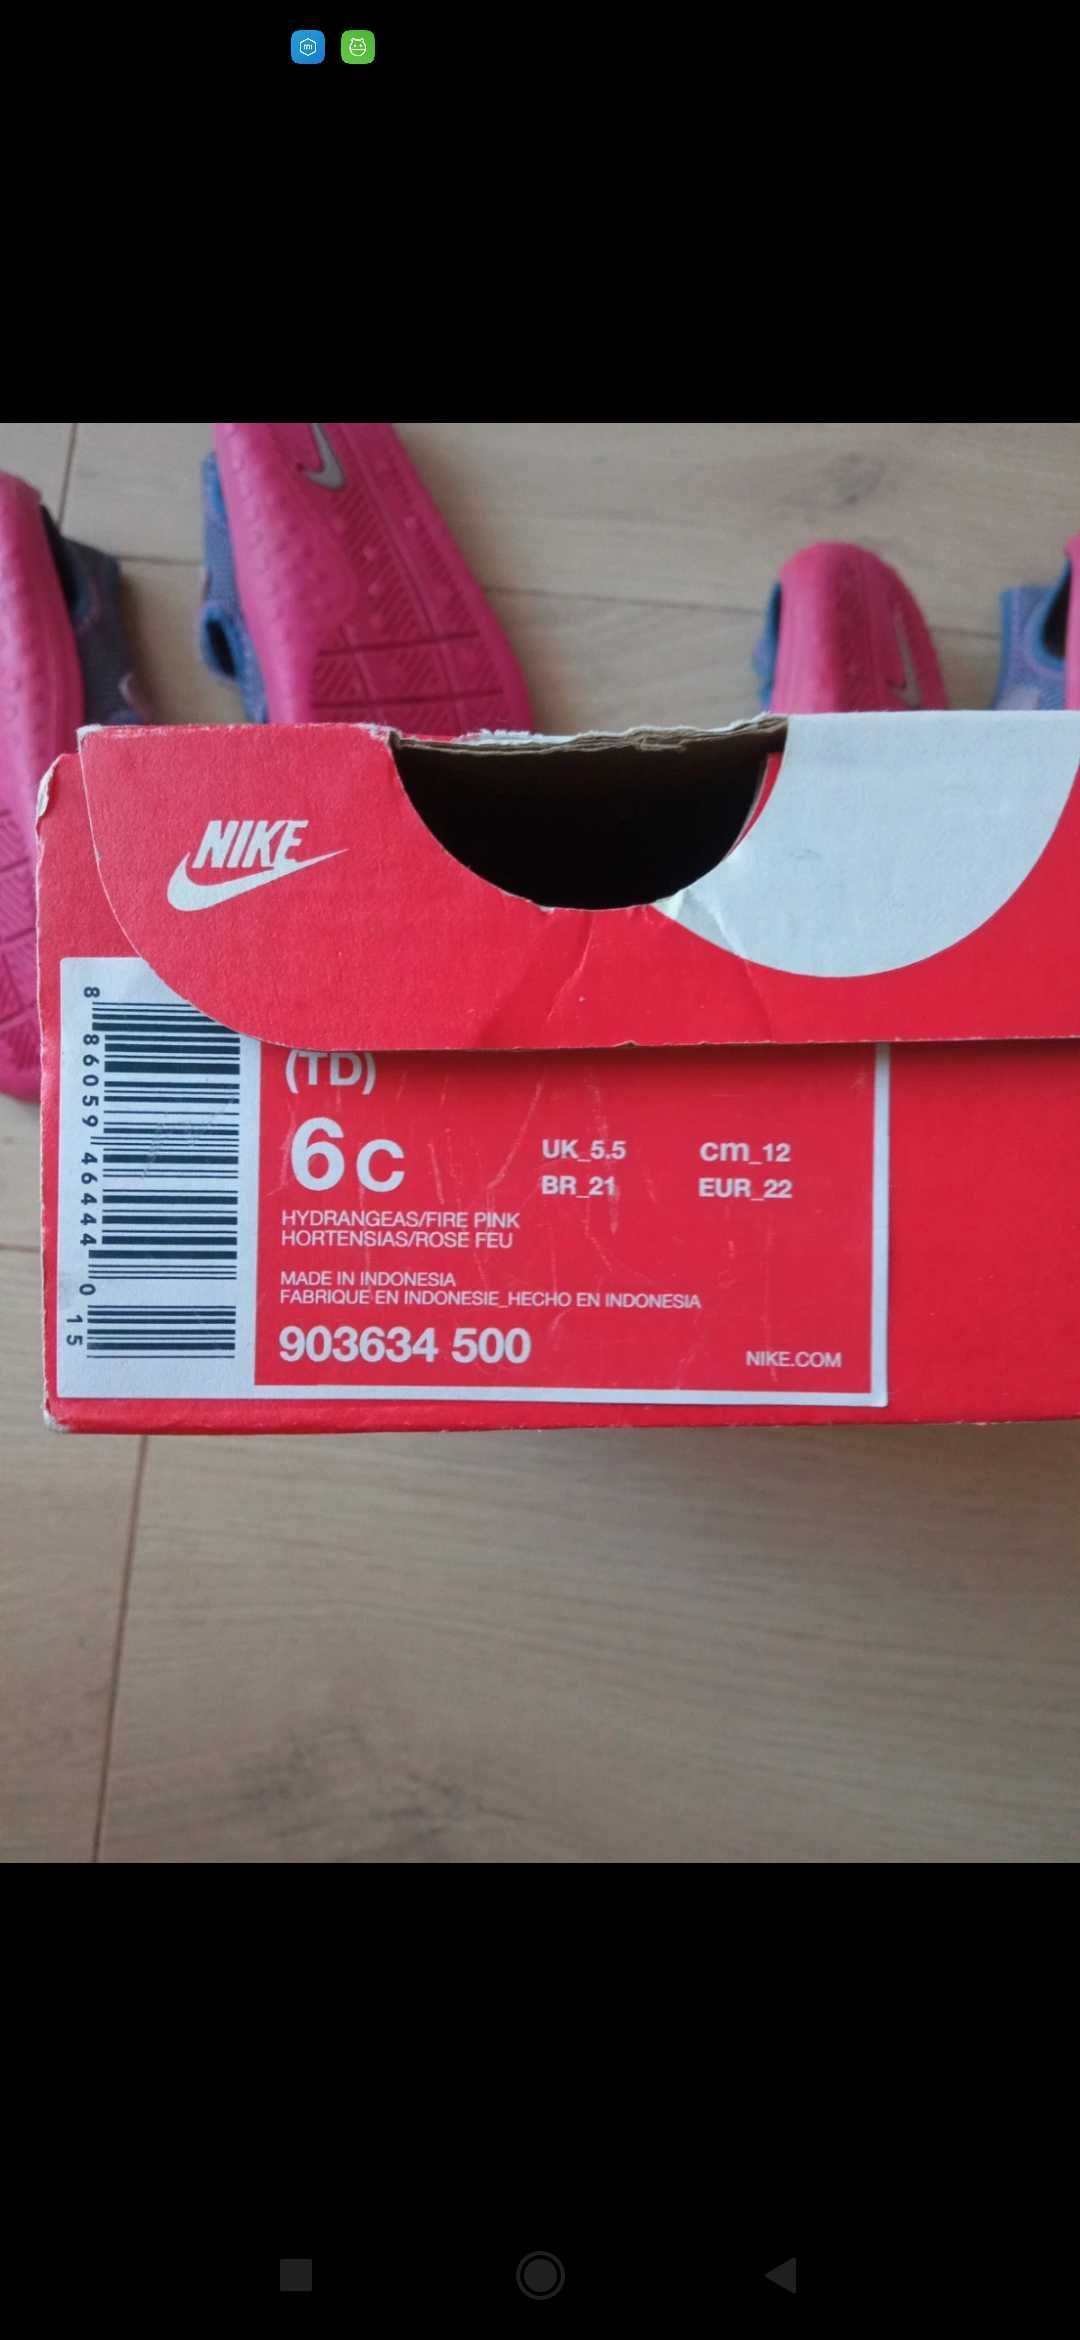 NIKE
(TD)
6c
UK_5.5
cm_12
BR_21
EUR_22
HYDRANGEAS/FIRE PINK
HORTENSIAS/ROSE FEU
MADE IN INDONESIA
FABRIQUE EN INDONESIE_HECHO EN INDONESIA
903634 500
NIKE.COM
8 86059 46444 0
15